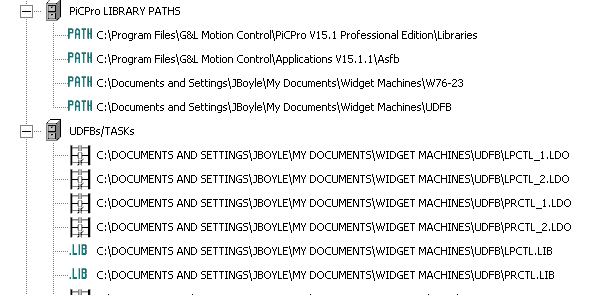 PiCPro LIBRARY PATHS
PATH C:\Program Files\G&L Motion Control\PiCPro V15.1 Professional Edition\Libraries
PATH C:\Program Files\G&L Motion Control\Applications V15.1.1\Asfb
PATH C:\Documents and Settings\JBoyle\My Documents\Widget Machines\W76-23
PATH C:\Documents and Settings\JBoyle\My Documents\Widget Machines\UDFB
UDFBs/TASKs
C:\DOCUMENTS AND SETTINGS\JBOYLE\MY DOCUMENTS\WIDGET MACHINES\UDFB\LPCTL_1.LDO
C:\DOCUMENTS AND SETTINGS\JBOYLE\MY DOCUMENTS\WIDGET MACHINES\UDFB\LPCTL_2.LDO
C:\DOCUMENTS AND SETTINGS\JBOYLE\MY DOCUMENTS\WIDGET MACHINES\UDFB\PRCTL_1.LDO
C:\DOCUMENTS AND SETTINGS\JBOYLE\MY DOCUMENTS\WIDGET MACHINES\UDFB\PRCTL_2.LDO
.LIB C:\DOCUMENTS AND SETTINGS\JBOYLE\MY DOCUMENTS\WIDGET MACHINES\UDFB\LPCTL.LIB
.LIB C:\DOCUMENTS AND SETTINGS\JBOYLE\MY DOCUMENTS\WIDGET MACHINES\UDFB\PRCTL.LIB